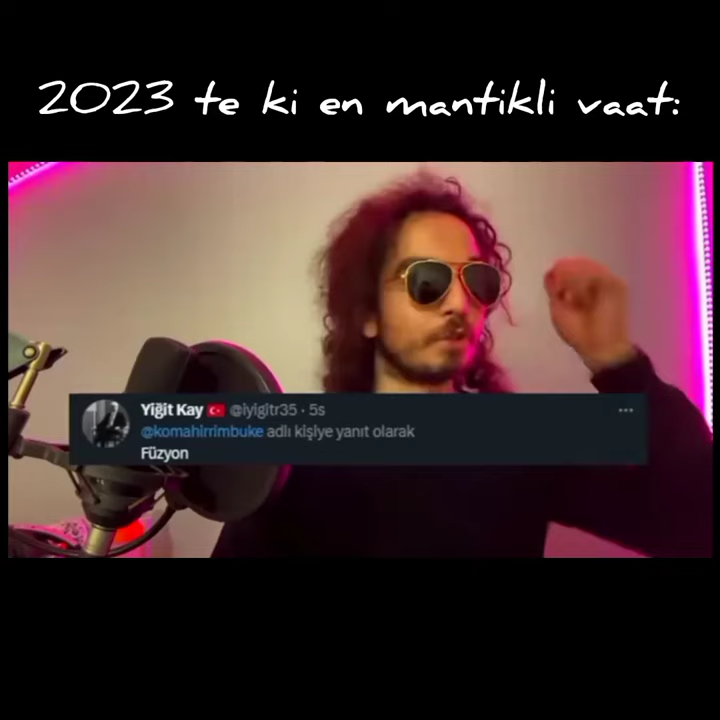 2023 te ki en mantikli vaat:
Yiğit Kay 🇹🇷 @iyigitr35 · 5s
@komahirrimbuke adlı kişiye yanıt olarak
Füzyon